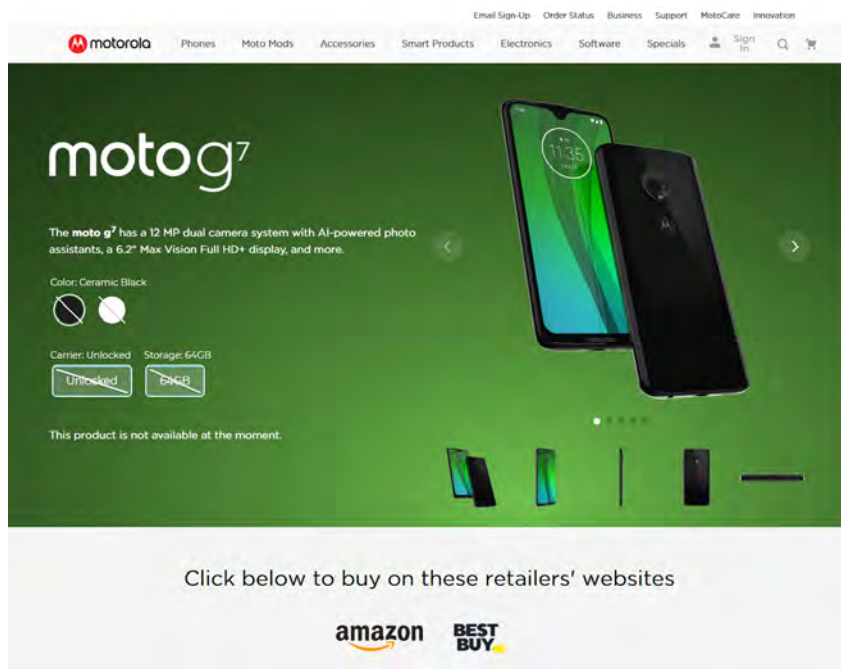 Email Sign-Up Order Status Business Support MotoCare Innovation
motorola Phones Moto Mods Accessories Smart Products Electronics Software Specials Sign In
moto g7
11:35
The moto g7 has a 12 MP dual camera system with AI-powered photo
assistants, a 6.2" Max Vision Full HD+ display, and more.
Color: Ceramic Black
Carrier: Unlocked Storage: 64GB
Unlocked 64GB
This product is not available at the moment.
Click below to buy on these retailers' websites
amazon BEST
BUY